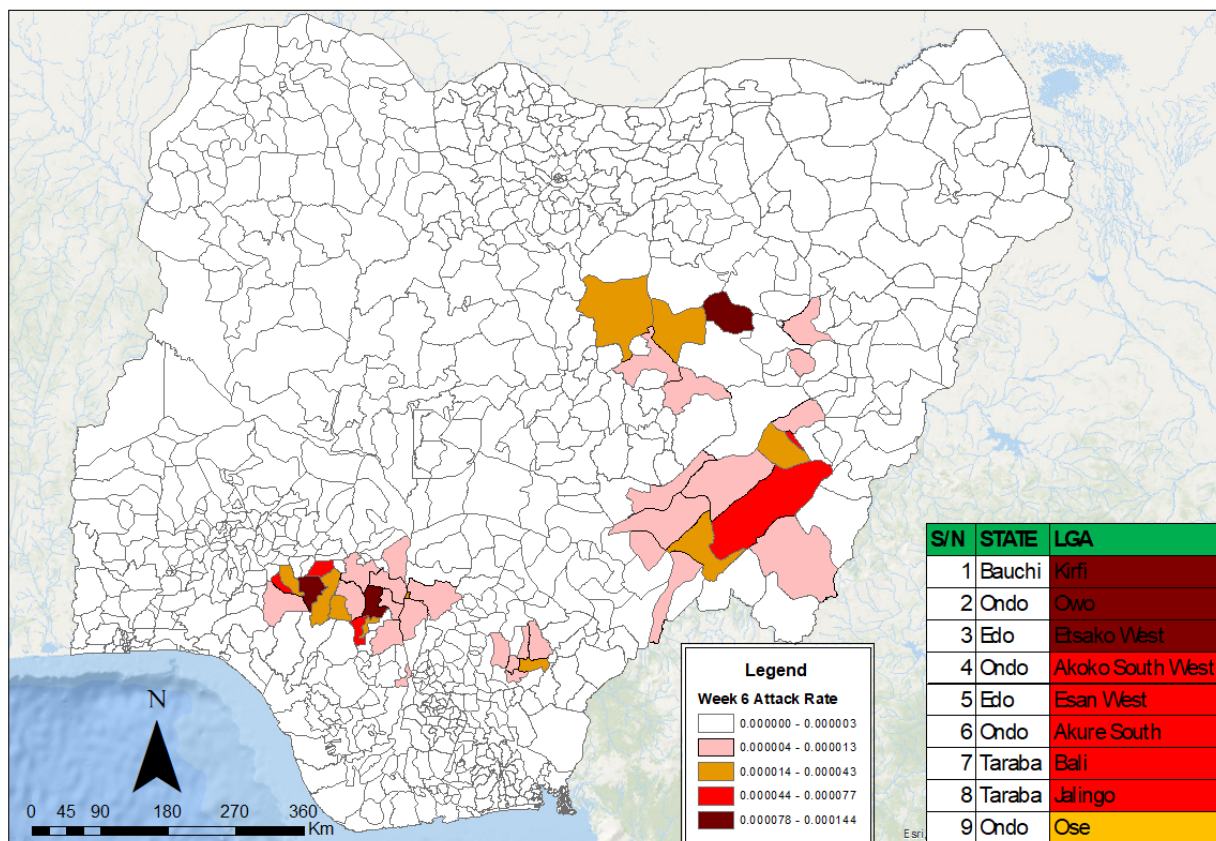 S/N STATE LGA
1 Bauchi Kirfi
2 Ondo Owo
3 Edo Etsako West
4 Ondo Akoko South West
5 Edo Esan West
6 Ondo Akure South
7 Taraba Bali
8 Taraba Jalingo
9 Ondo Ose
Legend
Week 6 Attack Rate
0.000000 - 0.000003
0.000004 - 0.000013
0.000014 - 0.000043
0.000044 - 0.000077
0.000078 - 0.000144
N
0 45 90 180 270 360
Km
Esri,